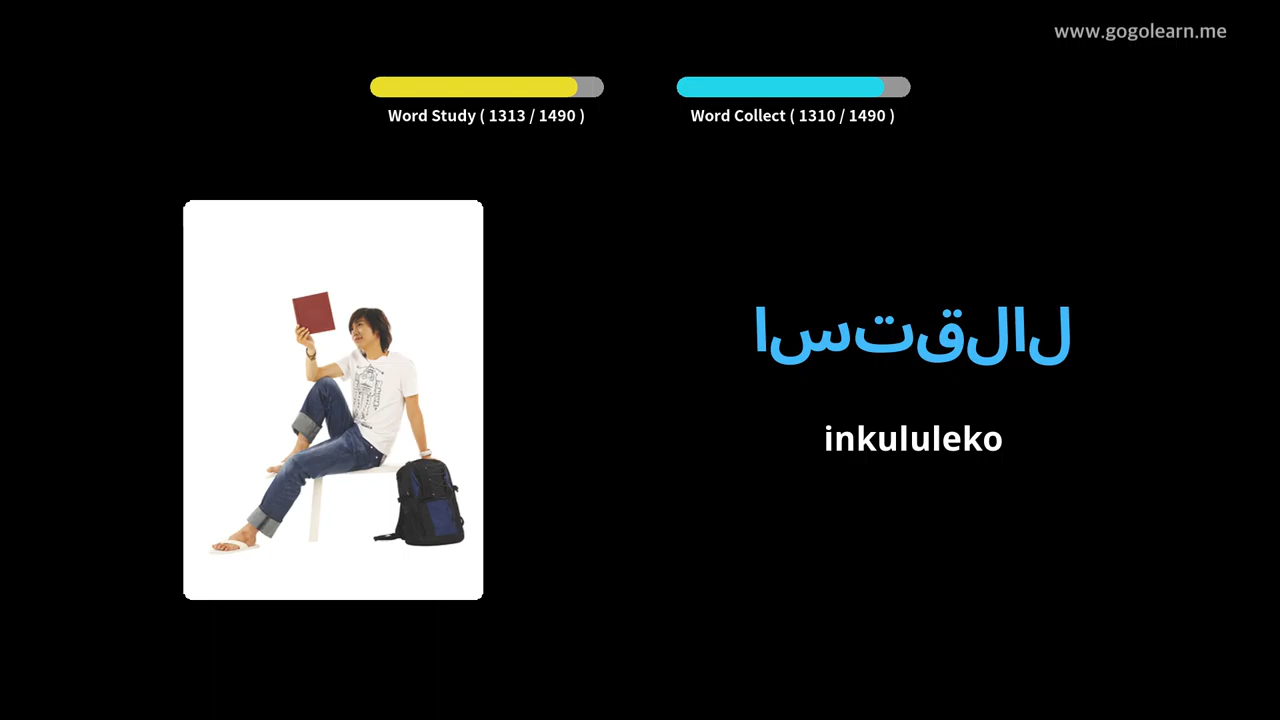 www.gogolearn.me
Word Study ( 1313 / 1490 )
Word Collect ( 1310 / 1490 )
استقلال
inkululeko